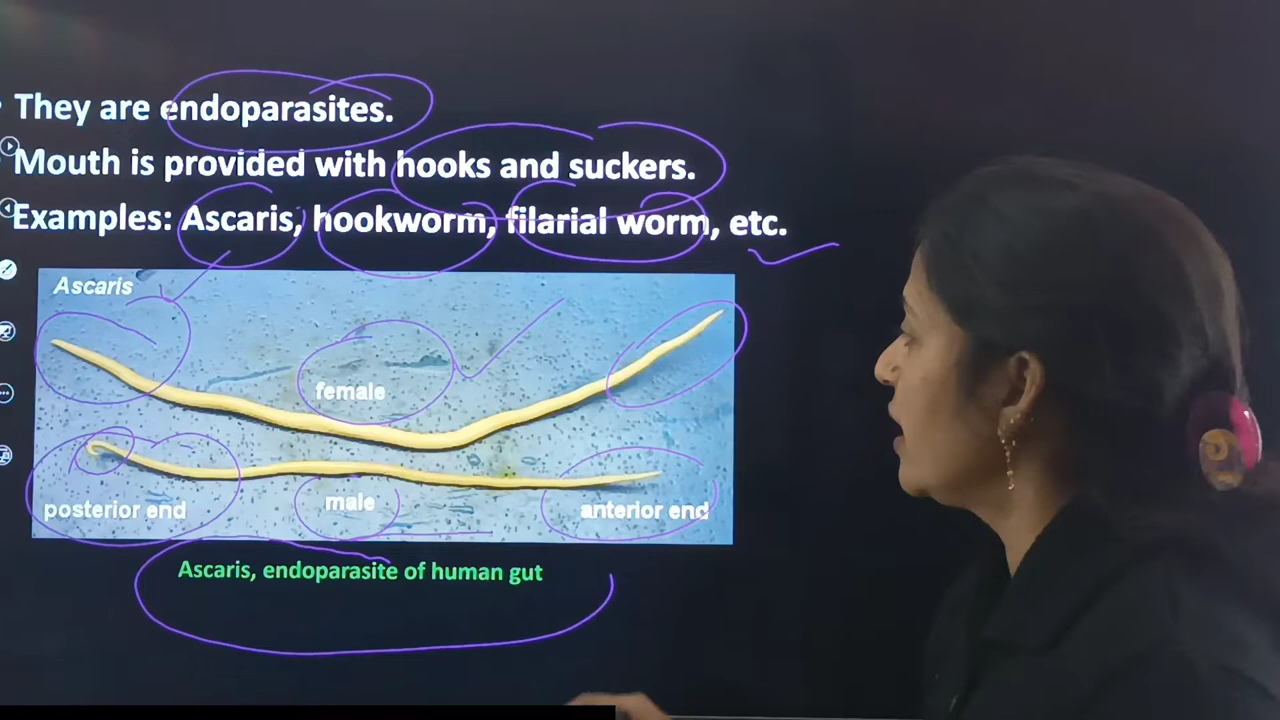 They are endoparasites.
Mouth is provided with hooks and suckers.
Examples: Ascaris, hookworm, filarial worm, etc.
Ascaris
female
posterior end
male
anterior end
Ascaris, endoparasite of human gut